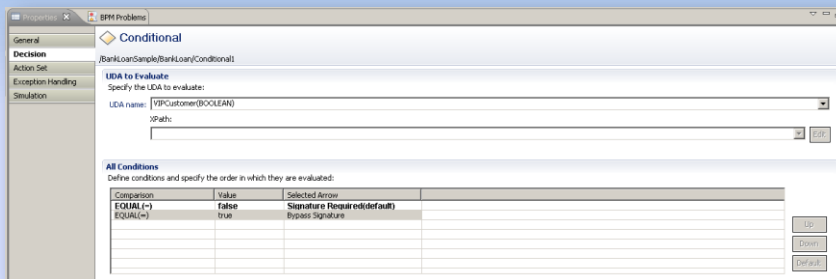 Properties BPM Problems
General
Decision
Action Set
Exception Handling
Simulation
Conditional
/BankLoanSample/BankLoan/Conditional1
UDA to Evaluate
Specify the UDA to evaluate:
UDA name: VIPCustomer(BOOLEAN)
XPath:
Edit
All Conditions
Define conditions and specify the order in which they are evaluated:
Comparison Value Selected Arrow
EQUAL(=) false Signature Required(default)
EQUAL(=) true Bypass Signature
Up
Down
Default